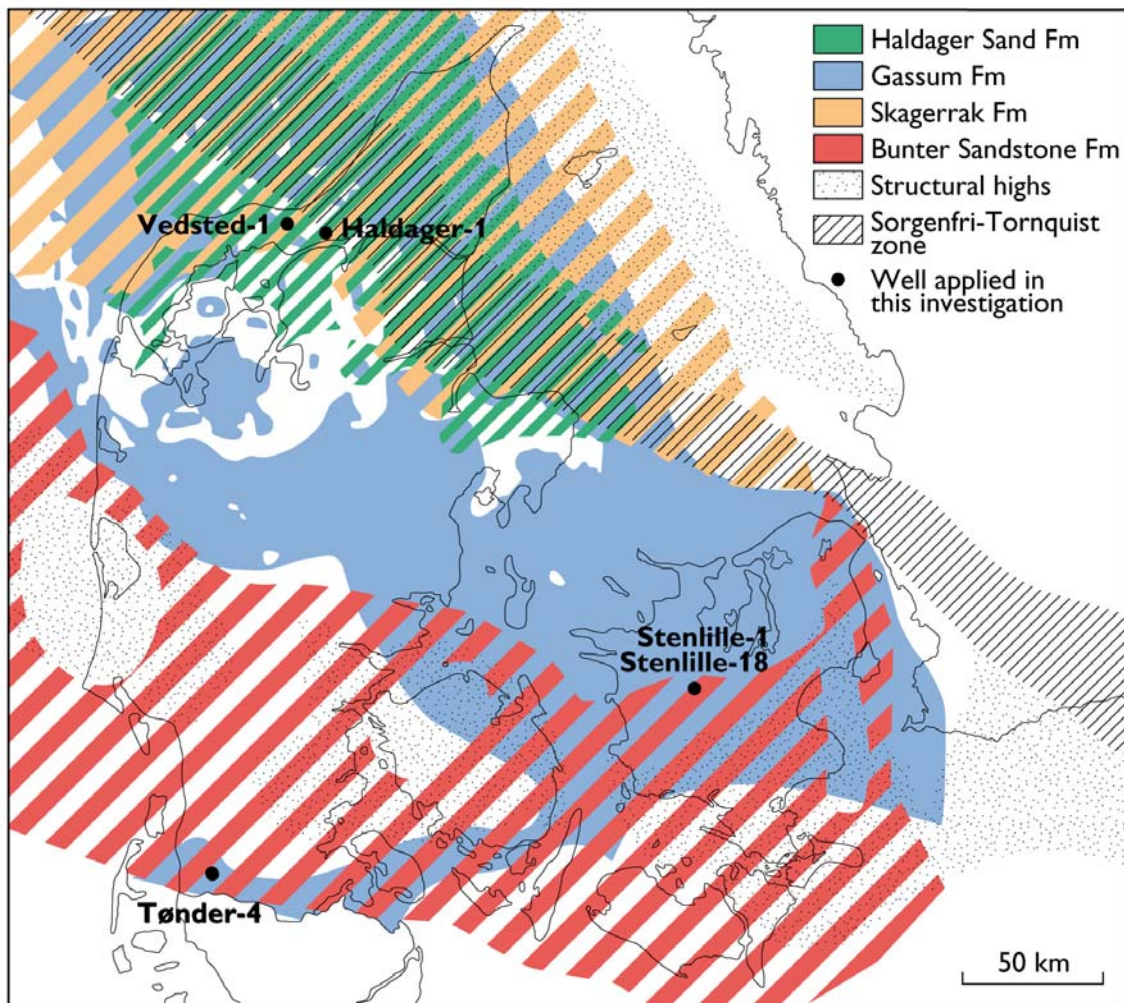 Haldager Sand Fm
Gassum Fm
Skagerrak Fm
Bunter Sandstone Fm
Structural highs
Sorgenfri-Tornquist
zone
Well applied in
this investigation
Vedsted-1
Haldager-1
Stenlille-1
Stenlille-18
Tønder-4
50 km